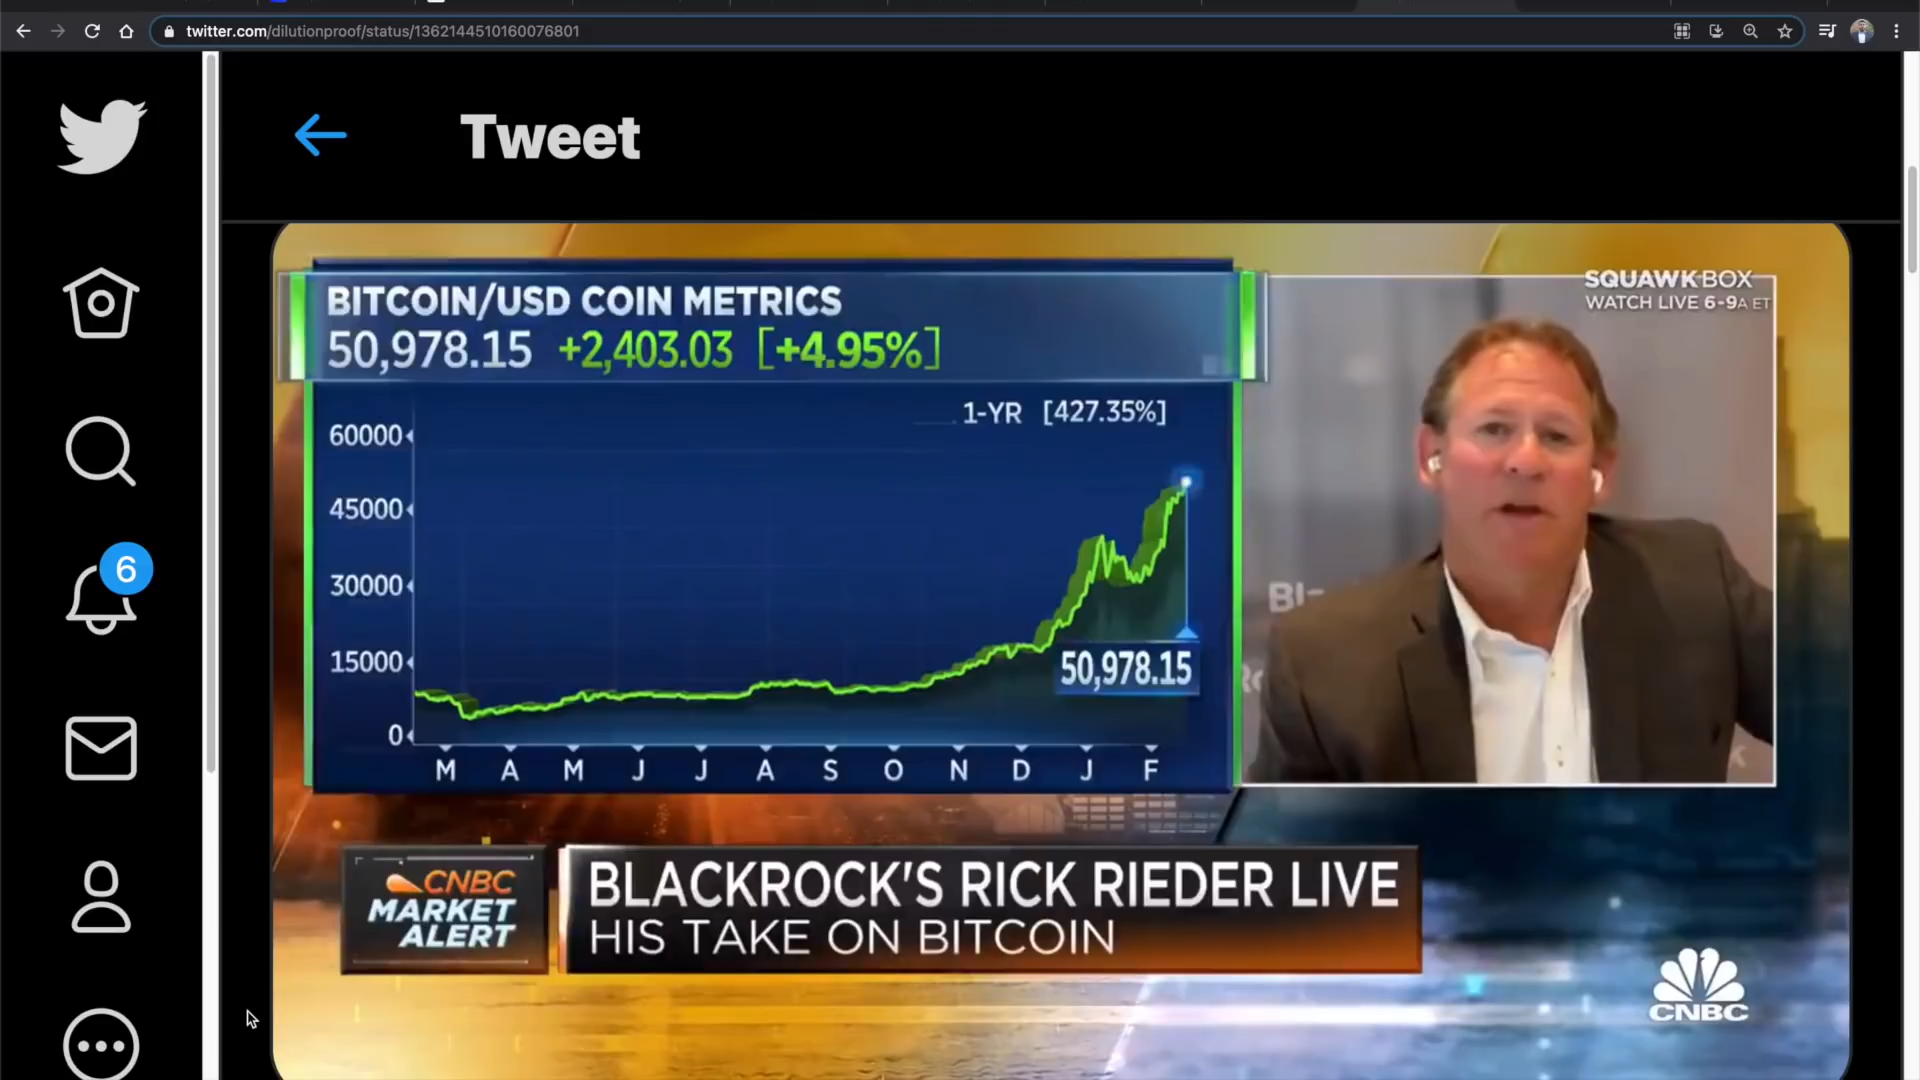 twitter.com/dilutionproof/status/1362144510160076801
Tweet
6
BITCOIN/USD COIN METRICS
50,978.15 +2,403.03 [+4.95%]
1-YR [427.35%]
60000
45000
30000
15000
0
50,978.15
M A M J J A S O N D J F
SQUAWK BOX
WATCH LIVE 6-9A ET
CNBC
MARKET
ALERT
BLACKROCK'S RICK RIEDER LIVE
HIS TAKE ON BITCOIN
CNBC